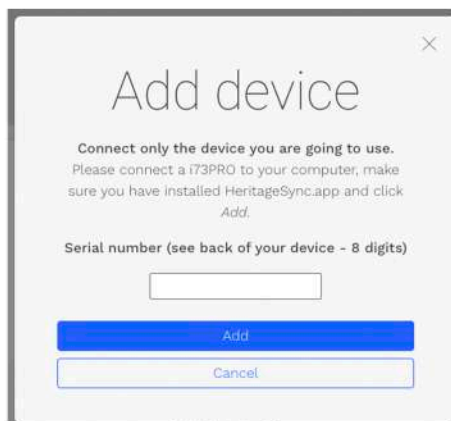 Add device
Connect only the device you are going to use.
Please connect a i73PRO to your computer, make
sure you have installed HeritageSync.app and click
Add.
Serial number (see back of your device - 8 digits)
Add
Cancel